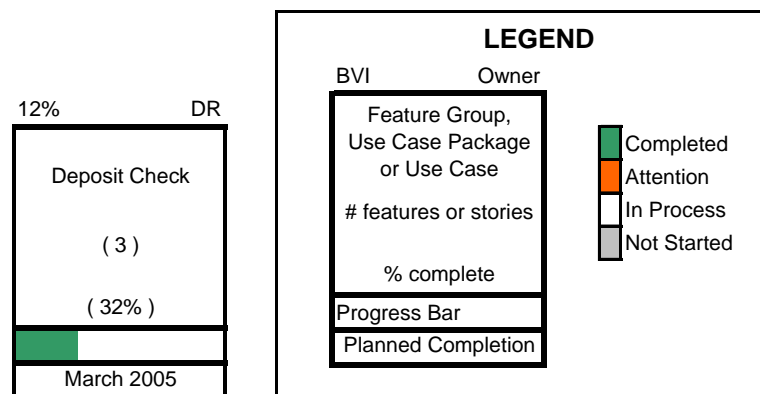 12% DR
Deposit Check
( 3 )
( 32% )
March 2005
LEGEND
BVI Owner
Feature Group,
Use Case Package
or Use Case
# features or stories
% complete
Progress Bar
Planned Completion
Completed
Attention
In Process
Not Started